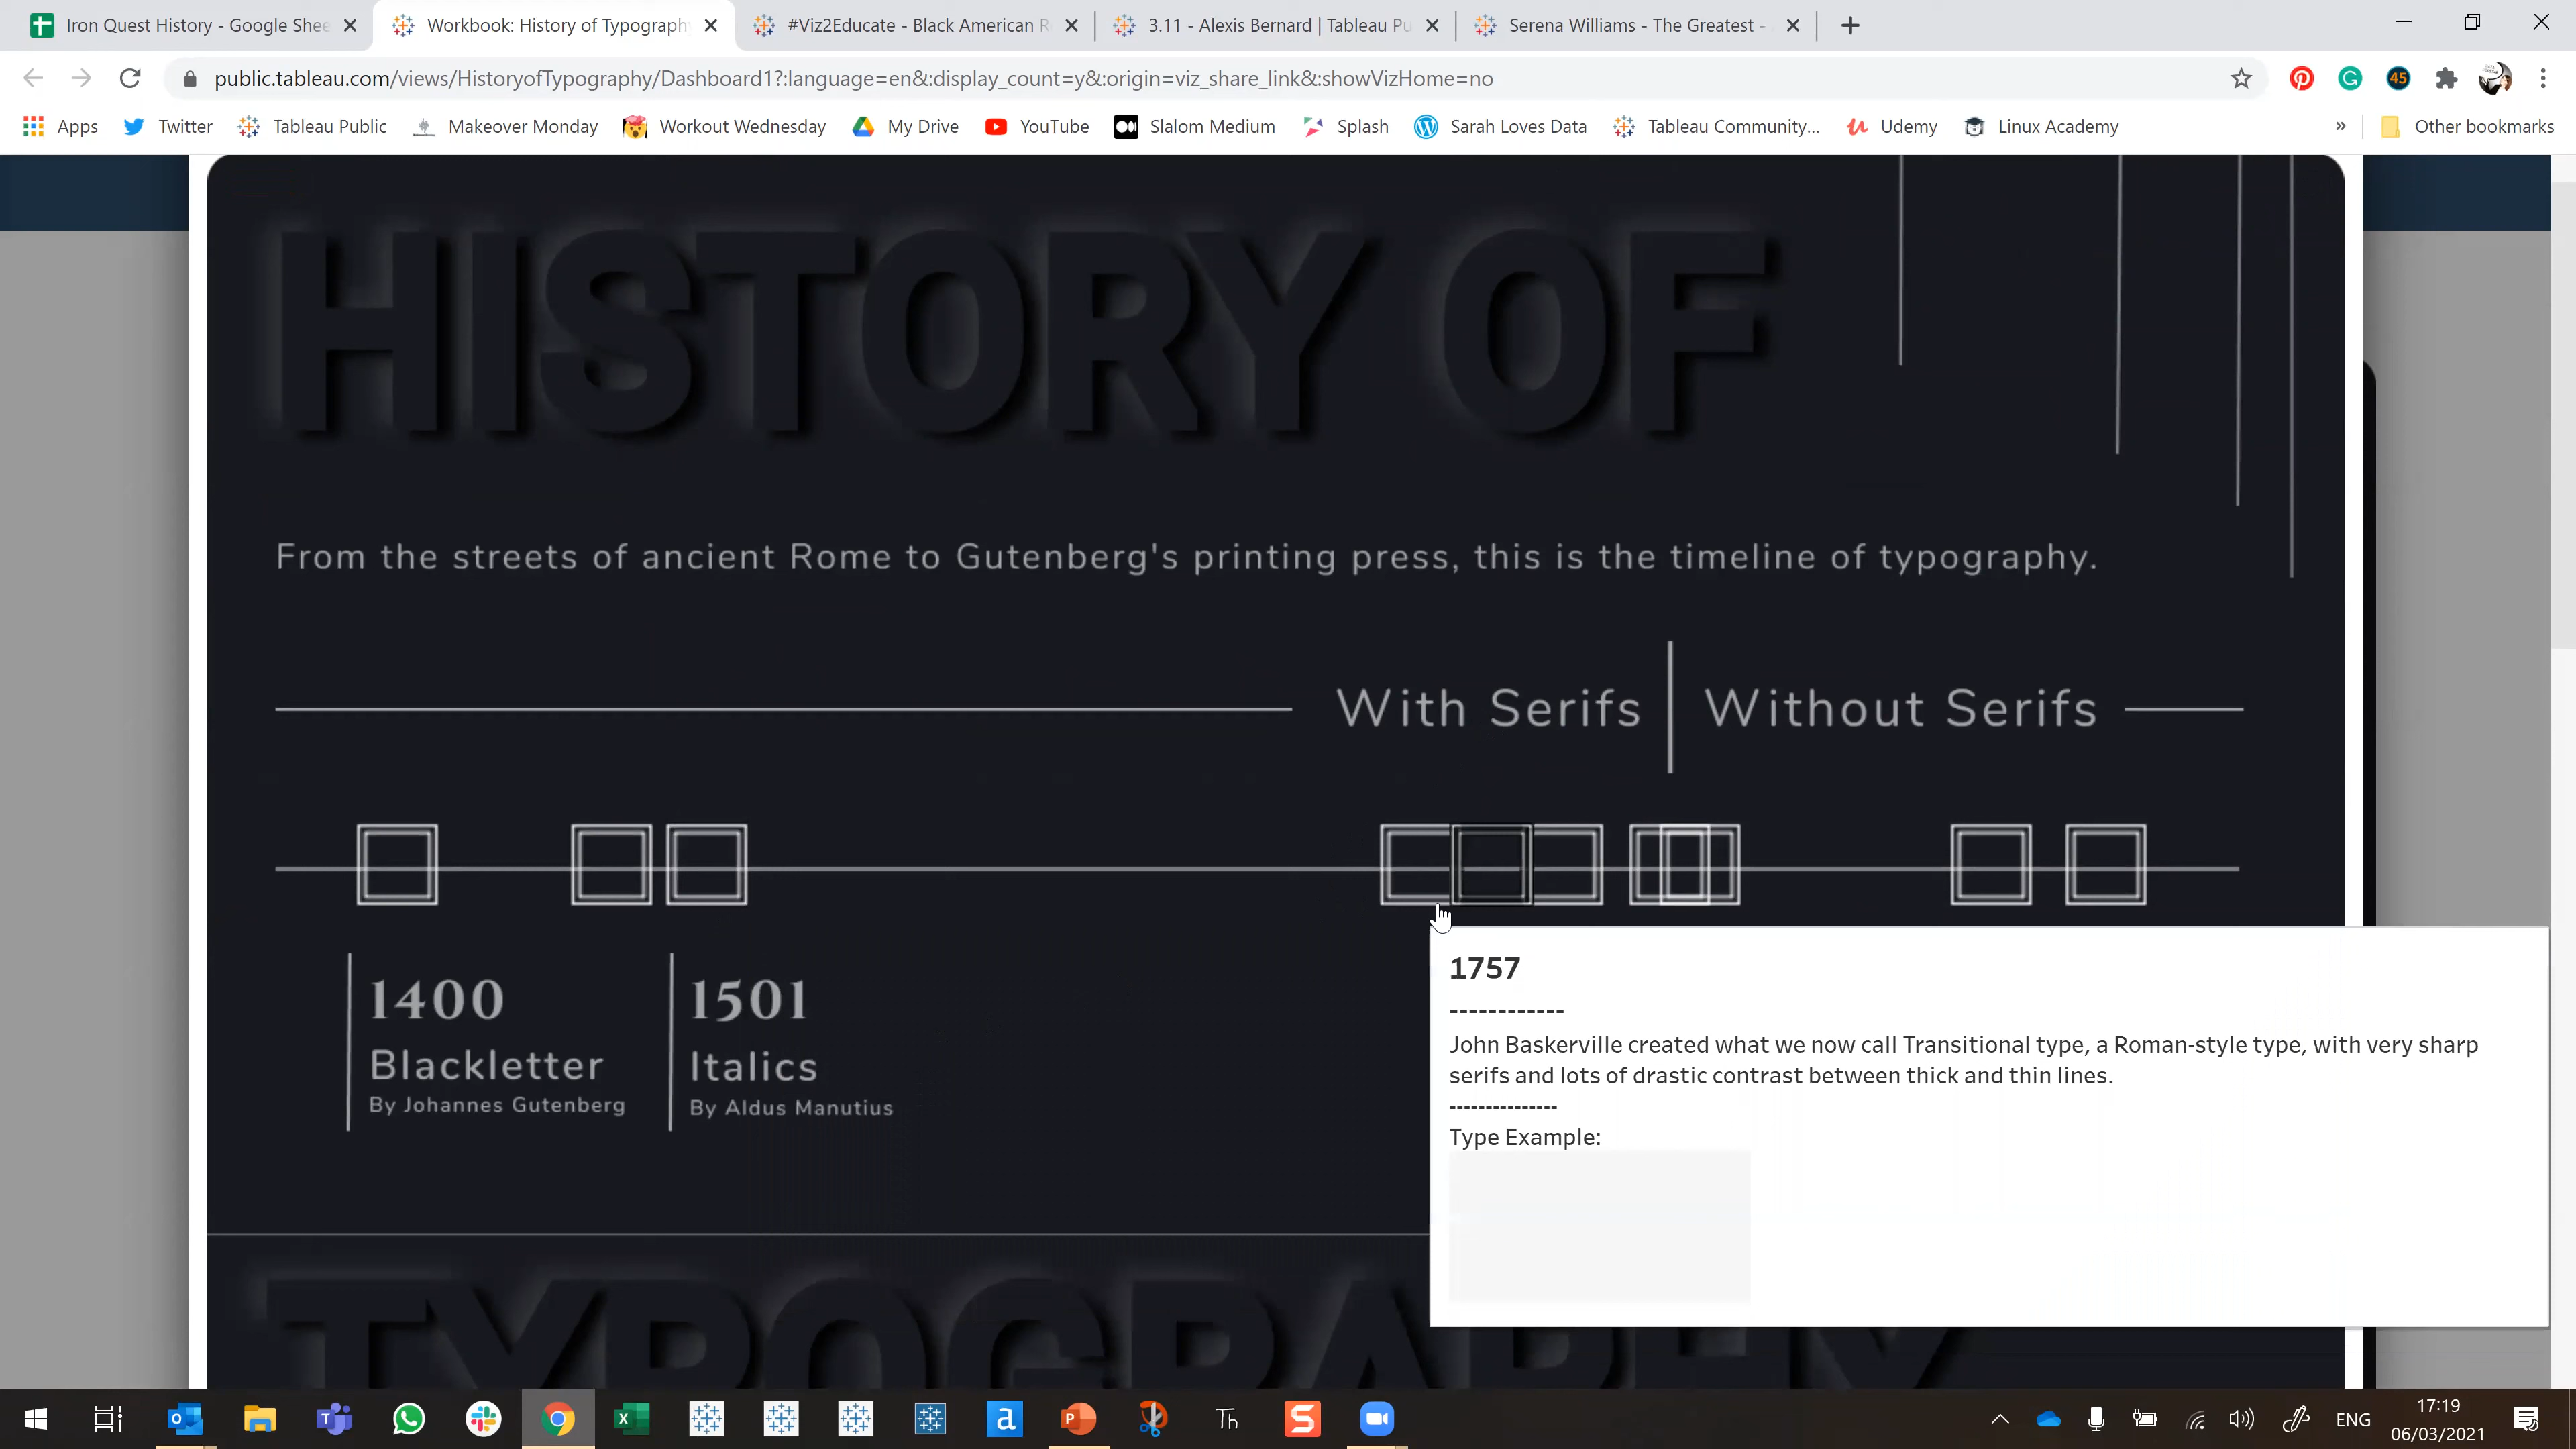 Iron Quest History - Google Shee
Workbook: History of Typograph
#Viz2Educate - Black American R
3.11 - Alexis Bernard | Tableau Pu
Serena Williams - The Greatest -
public.tableau.com/views/HistoryofTypography/Dashboard1?:language=en&:display_count=y&:origin=viz_share_link&:showVizHome=no
45
Apps
Twitter
Tableau Public
Makeover Monday
Workout Wednesday
My Drive
YouTube
Slalom Medium
Splash
Sarah Loves Data
Tableau Community...
Udemy
Linux Academy
»
Other bookmarks
HISTORY OF
From the streets of ancient Rome to Gutenberg's printing press, this is the timeline of typography.
With Serifs
Without Serifs
1400
Blackletter
By Johannes Gutenberg
1501
Italics
By Aldus Manutius
1757
------------
John Baskerville created what we now call Transitional type, a Roman-style type, with very sharp
serifs and lots of drastic contrast between thick and thin lines.
---------------
Type Example:
TYPOGRAPHY
Th
ENG
17:19
06/03/2021